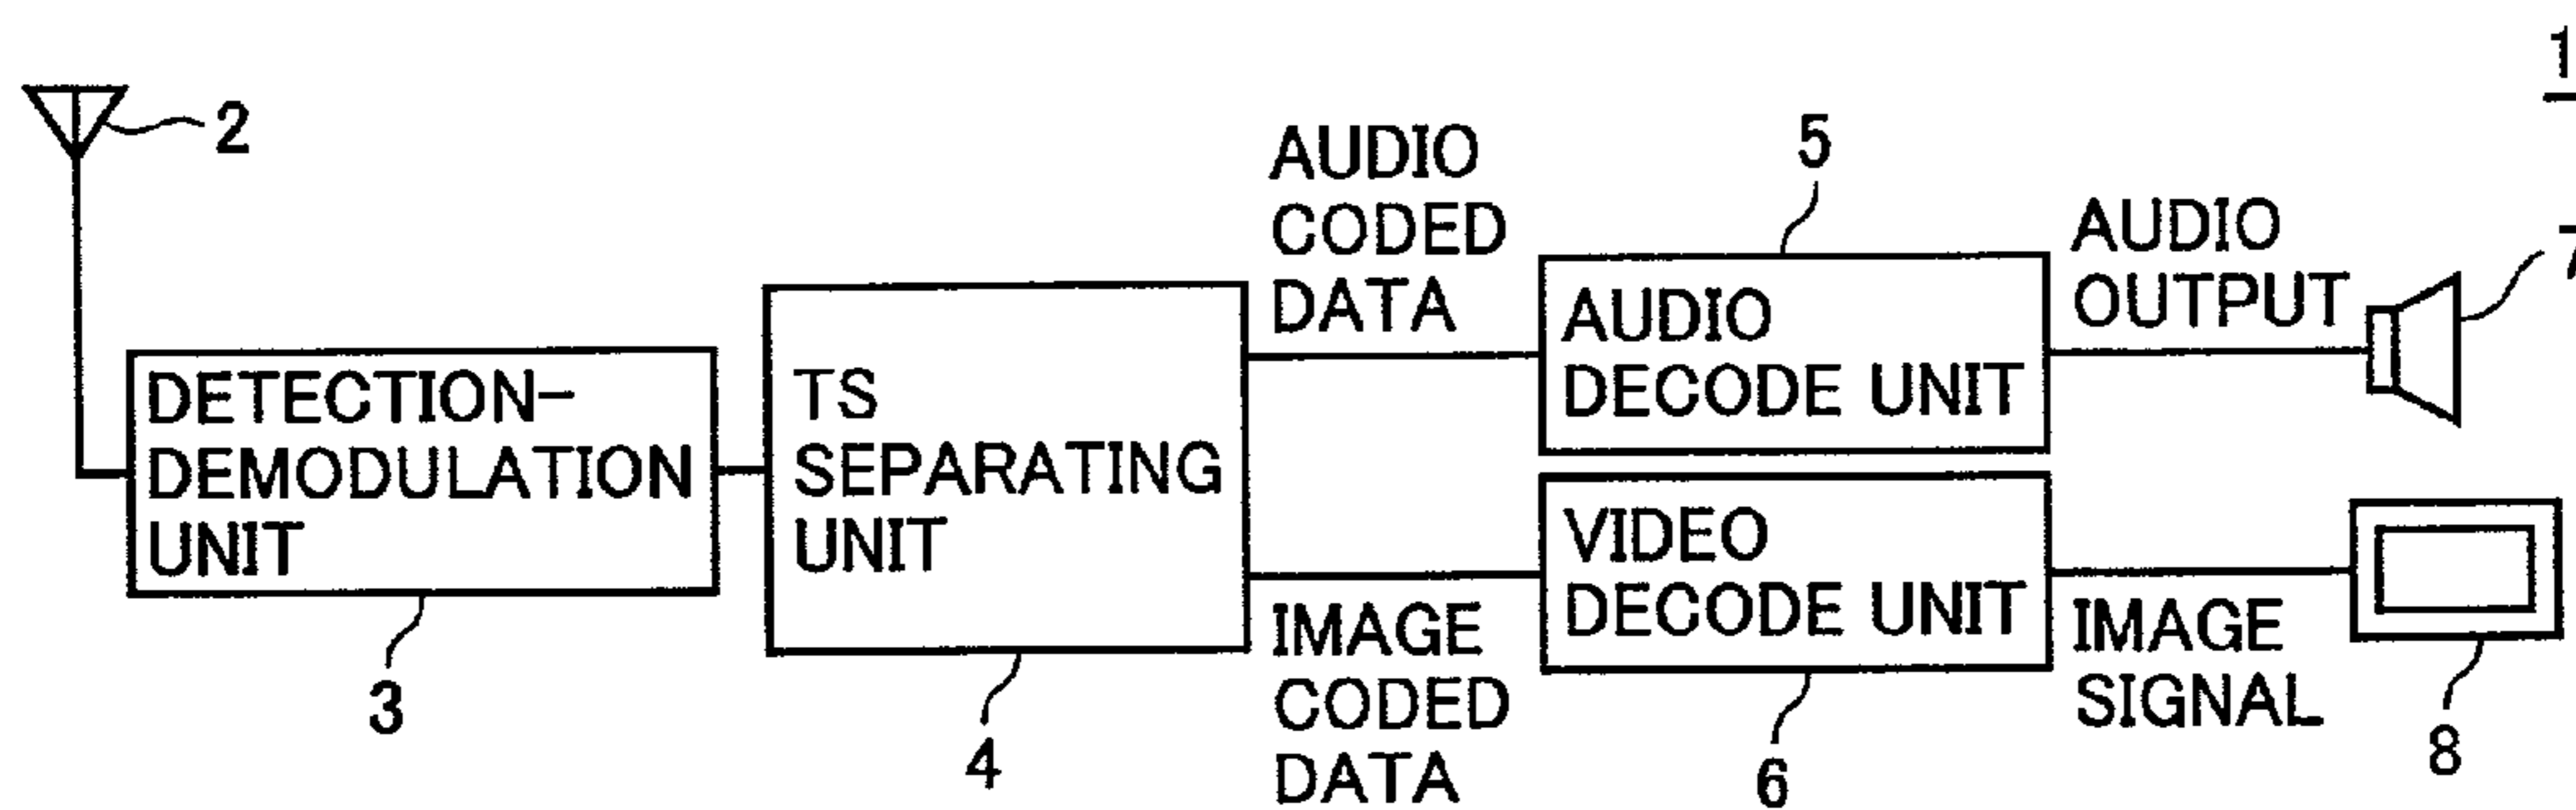 1
2
AUDIO
CODED
DATA
5
AUDIO
OUTPUT
7
DETECTION-
DEMODULATION
UNIT
3
TS
SEPARATING
UNIT
4
AUDIO
DECODE UNIT
VIDEO
DECODE UNIT
6
IMAGE
CODED
DATA
IMAGE
SIGNAL
8